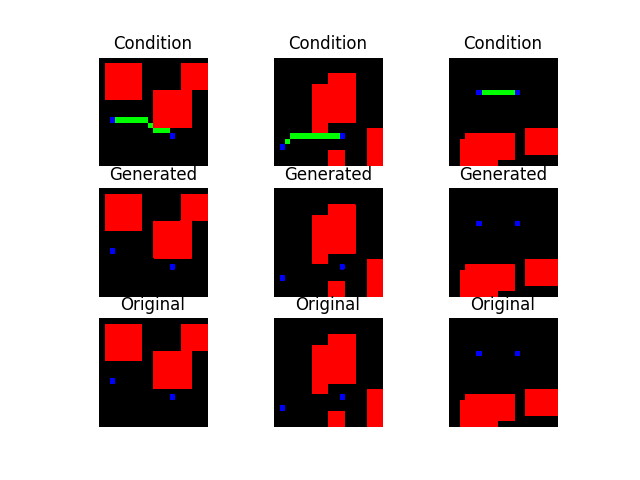 Condition Condition Condition
Generated Generated Generated
Original Original Original